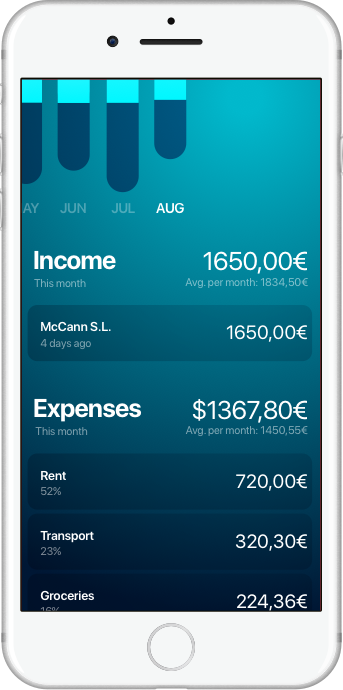 AY JUN JUL AUG
Income 1650,00€
This month Avg. per month: 1834,50€
McCann S.L. 1650,00€
4 days ago
Expenses $1367,80€
This month Avg. per month: 1450,55€
Rent 720,00€
52%
Transport 320,30€
23%
Groceries 224,36€
16%